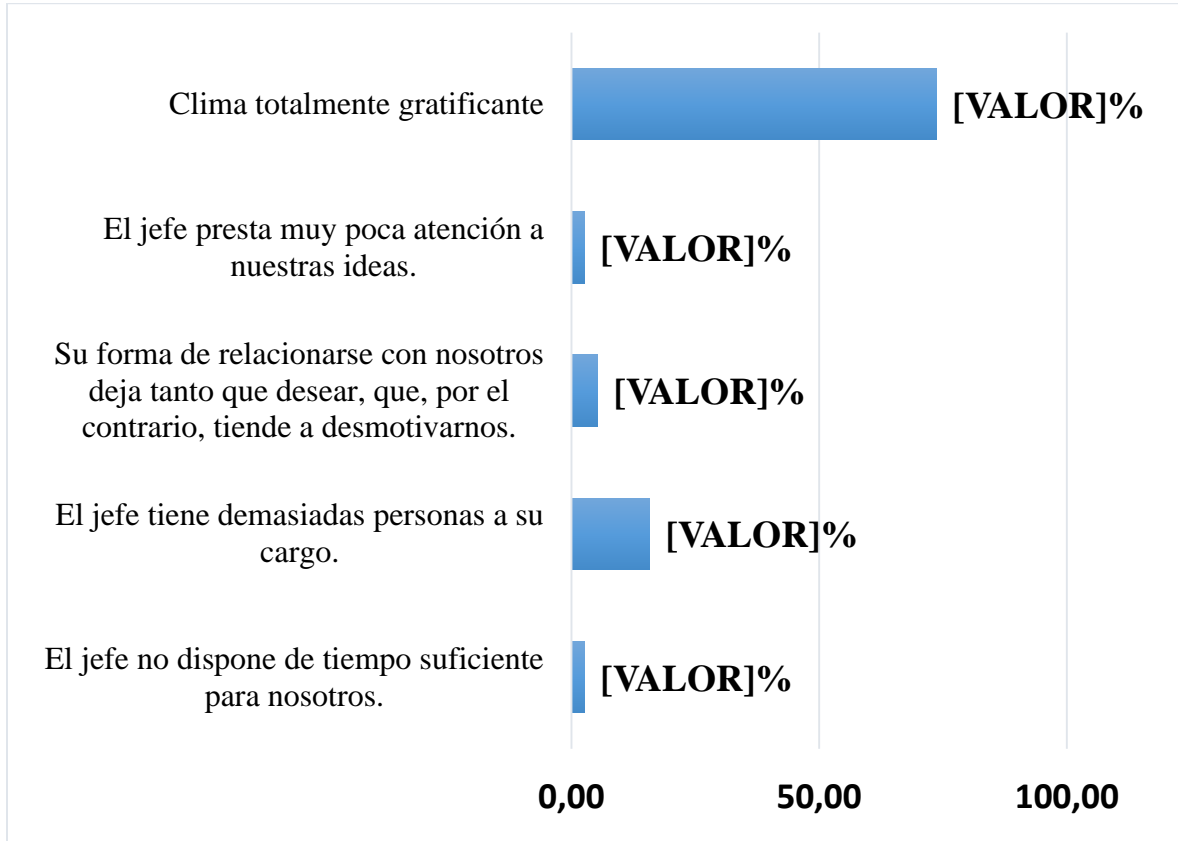 Clima totalmente gratificante
[VALOR]%
El jefe presta muy poca atención a
nuestras ideas.
[VALOR]%
Su forma de relacionarse con nosotros
deja tanto que desear, que, por el
contrario, tiende a desmotivarnos.
[VALOR]%
El jefe tiene demasiadas personas a su
cargo.
[VALOR]%
El jefe no dispone de tiempo suficiente
para nosotros.
[VALOR]%
0,00 50,00 100,00